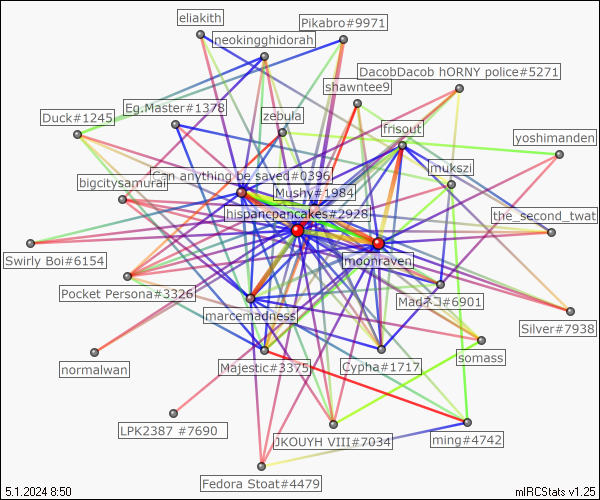 eliakith
Pikabro#9971
neokingghidorah
DacobDacob hORNY police#5271
shawntee9
Eg.Master#1378
zebula
Duck#1245
frisout
yoshimanden
mukszi
Can anything be saved#0396
bigcitysamurai
Mushy#1984
hispancpancakes#2928
the_second_twat
Swirly Boi#6154
moonraven
Pocket Persona#3326
Madネコ#6901
marcemadness
Silver#7938
somass
normalwan
Majestic#3375
Cypha#1717
LPK2387 #7690
JKOUYH VIII#7034
ming#4742
Fedora Stoat#4479
5.1.2024 8:50
mIRCStats v1.25